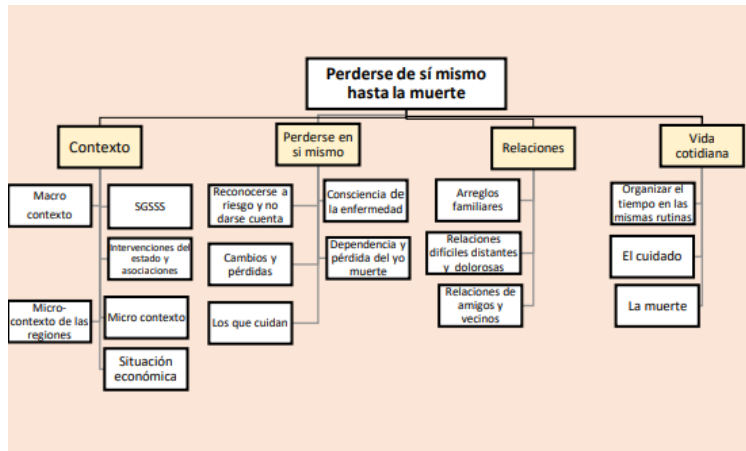 Perderse de sí mismo
hasta la muerte
Contexto
Macro
contexto
SGSSS
Intervenciones del
estado y
asociaciones
Micro-
contexto de las
regiones
Micro contexto
Situación
económica
Perderse en
si mismo
Reconocerse a
riesgo y no
darse cuenta
Consciencia de
la enfermedad
Cambios y
pérdidas
Dependencia y
pérdida del yo
muerte
Los que cuidan
Relaciones
Arreglos
familiares
Relaciones
difíciles distantes
y dolorosas
Relaciones de
amigos y
vecinos
Vida
cotidiana
Organizar el
tiempo en las
mismas rutinas
El cuidado
La muerte